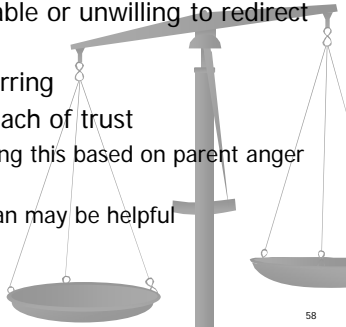 able or unwilling to redirect
rring
ach of trust
ng this based on parent anger
an may be helpful
58